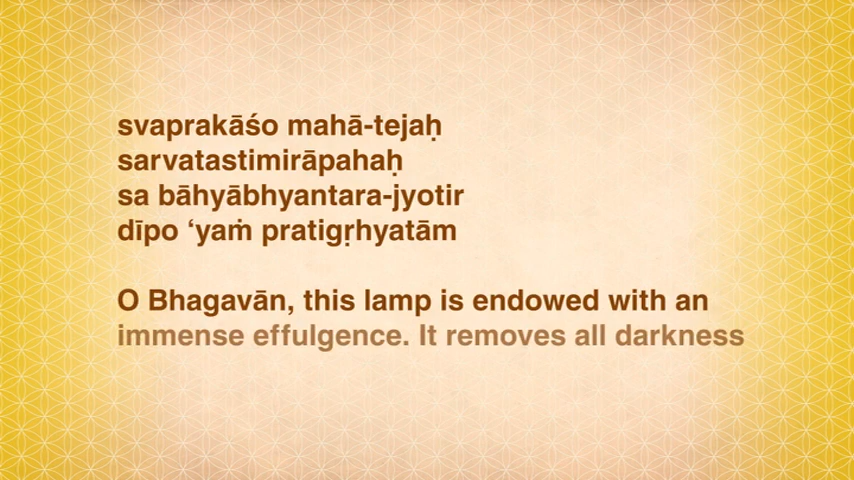 svaprakāśo mahā-tejaḥ
sarvatastimirāpahaḥ
sa bāhyābhyantara-jyotir
dīpo ‘yaṁ pratigṛhyatām
O Bhagavān, this lamp is endowed with an
immense effulgence. It removes all darkness